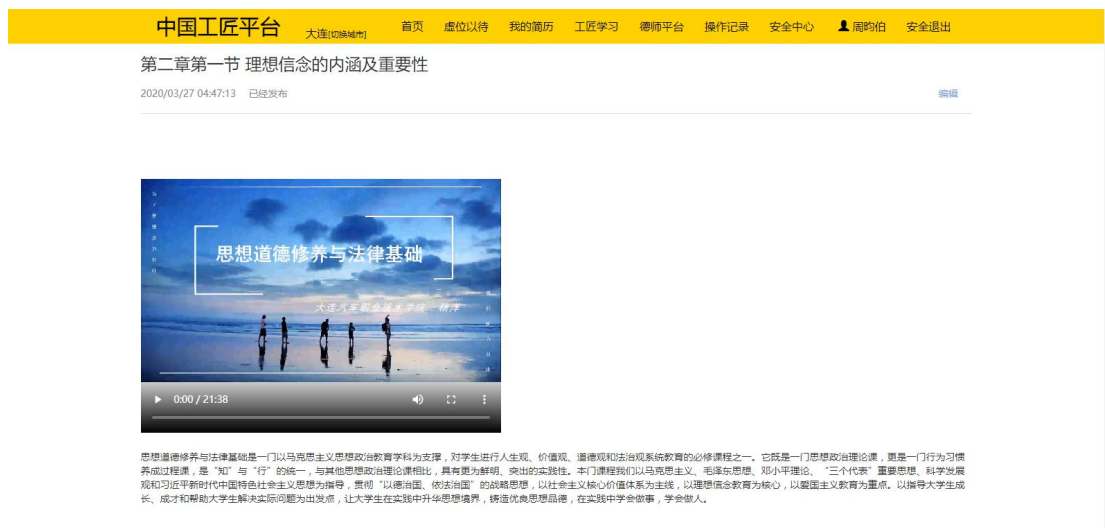 中国工匠平台 大连[切换城市] 首页 虚位以待 我的简历 工匠学习 德师平台 操作记录 安全中心 周昀伯 安全退出
第二章第一节 理想信念的内涵及重要性
2020/03/27 04:47:13 已经发布 编辑
思想道德修养与法律基础
大连汽车职业技术学院 杨洋
0:00 / 21:38
思想道德修养与法律基础是一门以马克思主义思想政治教育学科为支撑，对学生进行人生观、价值观、道德观和法治观系统教育的必修课程之一。它既是一门思想政治理论课，更是一门行为习惯
养成过程课，是“知”与“行”的统一，与其他思想政治理论课相比，具有更为鲜明、突出的实践性。本门课程我们以马克思主义、毛泽东思想、邓小平理论、“三个代表”重要思想、科学发展
观和习近平新时代中国特色社会主义思想为指导，贯彻“以德治国、依法治国”的战略思想，以社会主义核心价值体系为主线，以理想信念教育为核心，以爱国主义教育为重点。以指导大学生成
长、成才和帮助大学生解决实际问题为出发点，让大学生在实践中升华思想境界，铸造优良思想品德，在实践中学会做事，学会做人。